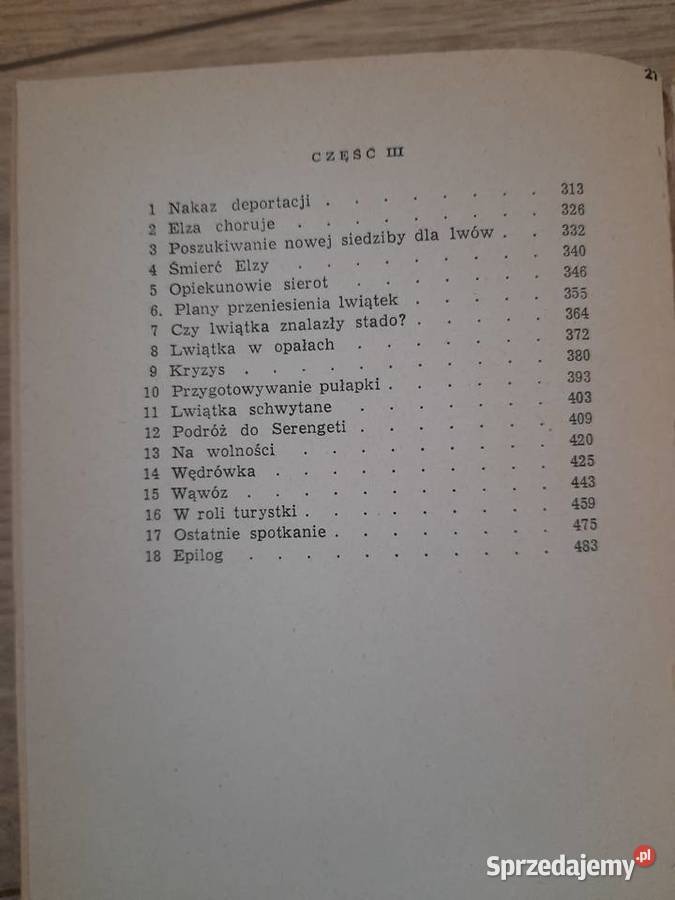 21
CZĘŚĆ III
1 Nakaz deportacji . . . . . . . . 313
2 Elza choruje . . . . . . . . . 326
3 Poszukiwanie nowej siedziby dla lwów . . 332
4 Śmierć Elzy . . . . . . . . . 340
5 Opiekunowie sierot . . . . . . . 346
6. Plany przeniesienia lwiątek . . . . . 355
7 Czy lwiątka znalazły stado? . . . . . 364
8 Lwiątka w opałach . . . . . . . 372
9 Kryzys . . . . . . . . . . . 380
10 Przygotowywanie pułapki . . . . . . 393
11 Lwiątka schwytane . . . . . . . 403
12 Podróż do Serengeti . . . . . . . 409
13 Na wolności . . . . . . . . . 420
14 Wędrówka . . . . . . . . . . 425
15 Wąwóz . . . . . . . . . . . 443
16 W roli turystki . . . . . . . . . 459
17 Ostatnie spotkanie . . . . . . . . 475
18 Epilog . . . . . . . . . . . 483
Sprzedajemy.pl